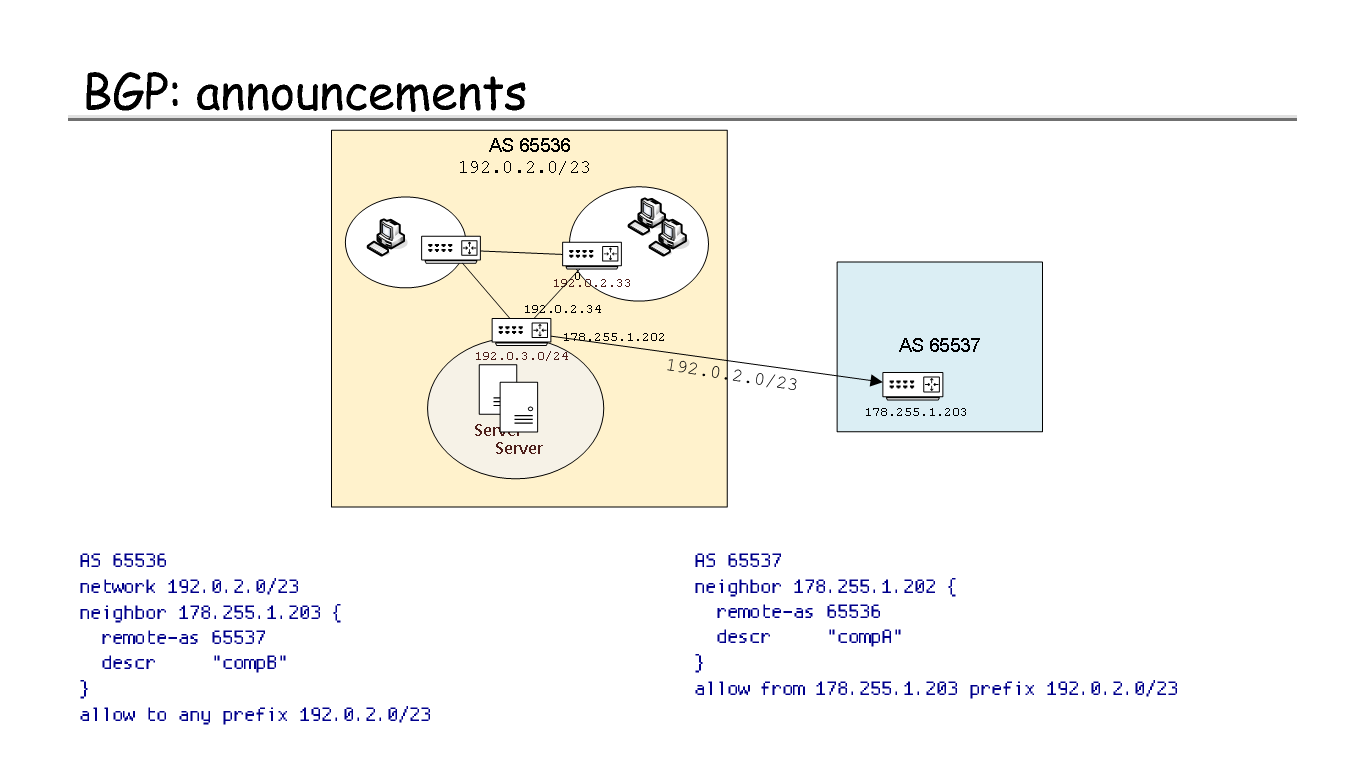 BGP: announcements
AS 65536
192.0.2.0/23
0
192.0.2.33
192.0.2.34
178.255.1.202
192.0.3.0/24
192.0.2.0/23
Server
Server
AS 65537
178.255.1.203
AS 65536
network 192.0.2.0/23
neighbor 178.255.1.203 {
remote-as 65537
descr "compB"
}
allow to any prefix 192.0.2.0/23
AS 65537
neighbor 178.255.1.202 {
remote-as 65536
descr "compA"
}
allow from 178.255.1.203 prefix 192.0.2.0/23